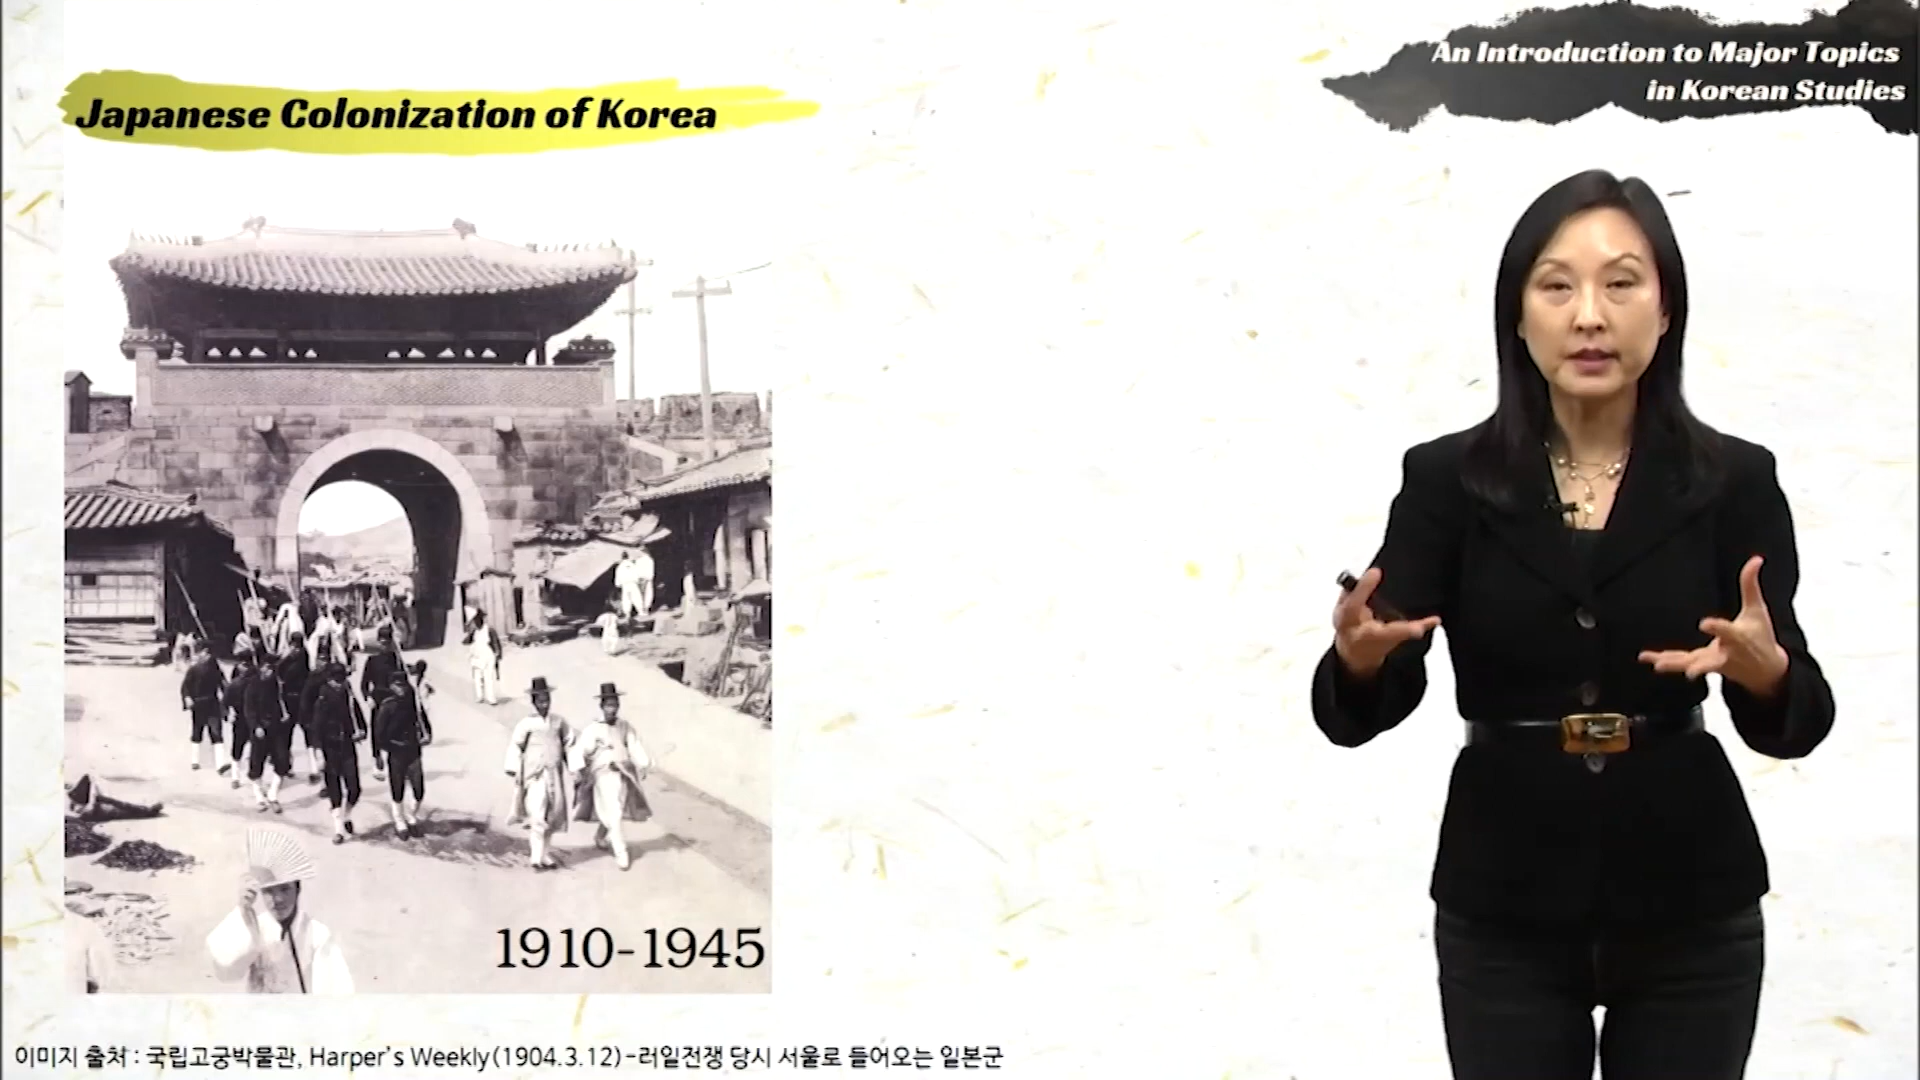 An Introduction to Major Topics
in Korean Studies
Japanese Colonization of Korea
1910-1945
이미지 출처 : 국립고궁박물관, Harper's Weekly(1904.3.12)-러일전쟁 당시 서울로 들어오는 일본군